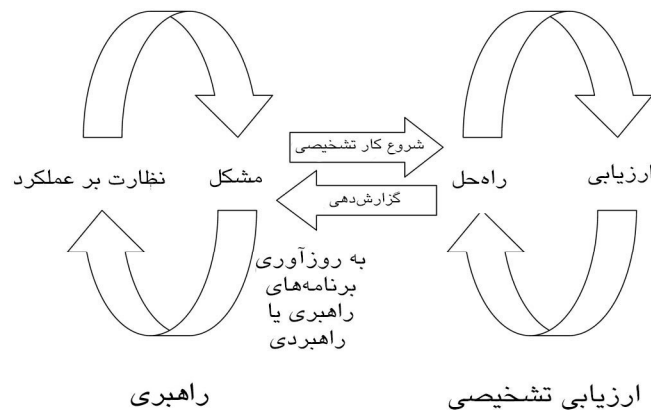 شروع کار تشخیصی
ارزیابی
راه‌حل
مشکل
نظارت بر عملکرد
گزارش‌دهی
به روزآوری
برنامه‌های
راهبری یا
راهبردی
ارزیابی تشخیصی
راهبری